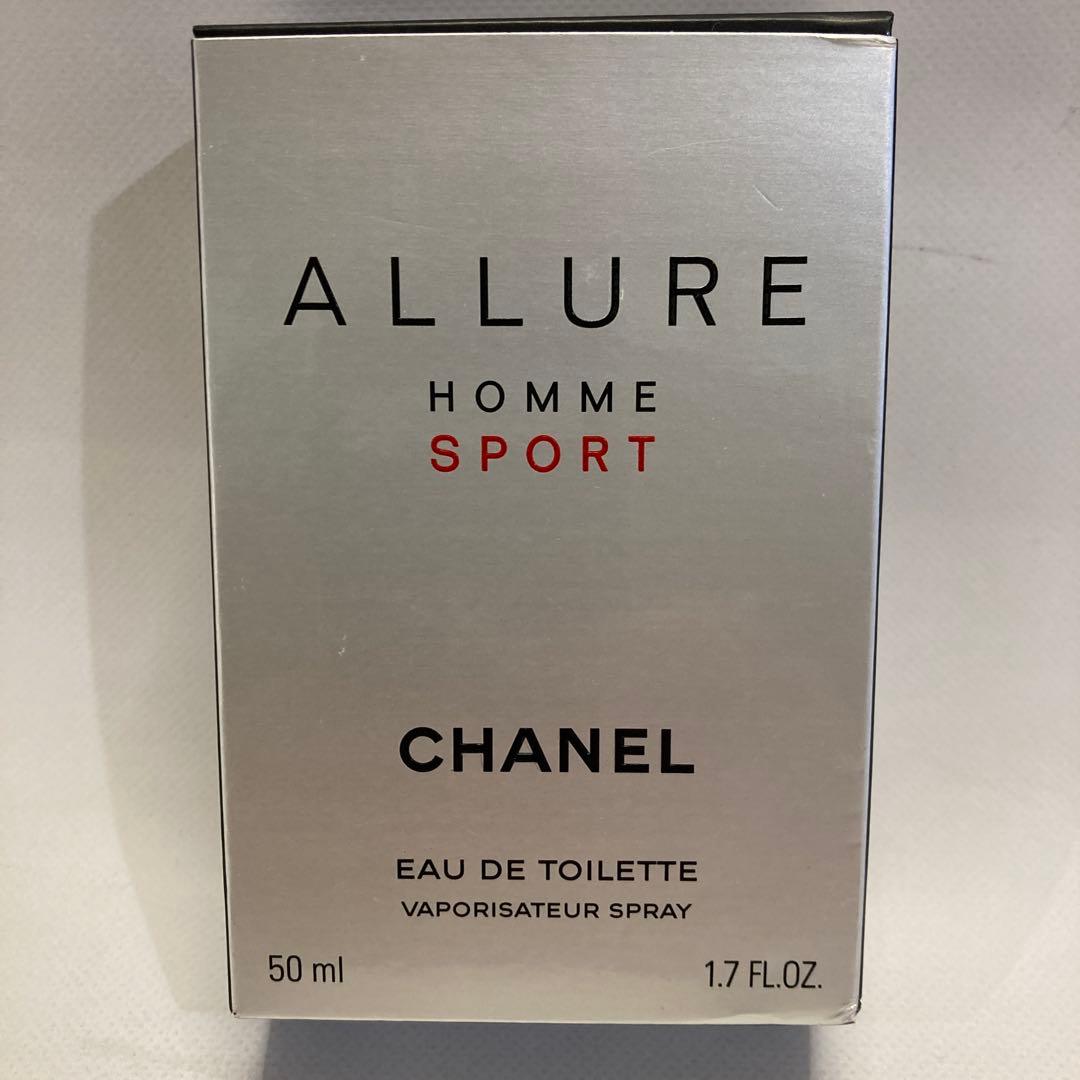 ALLURE
HOMME
SPORT
CHANEL
EAU DE TOILETTE
VAPORISATEUR SPRAY
50 ml
1.7 FL.OZ.